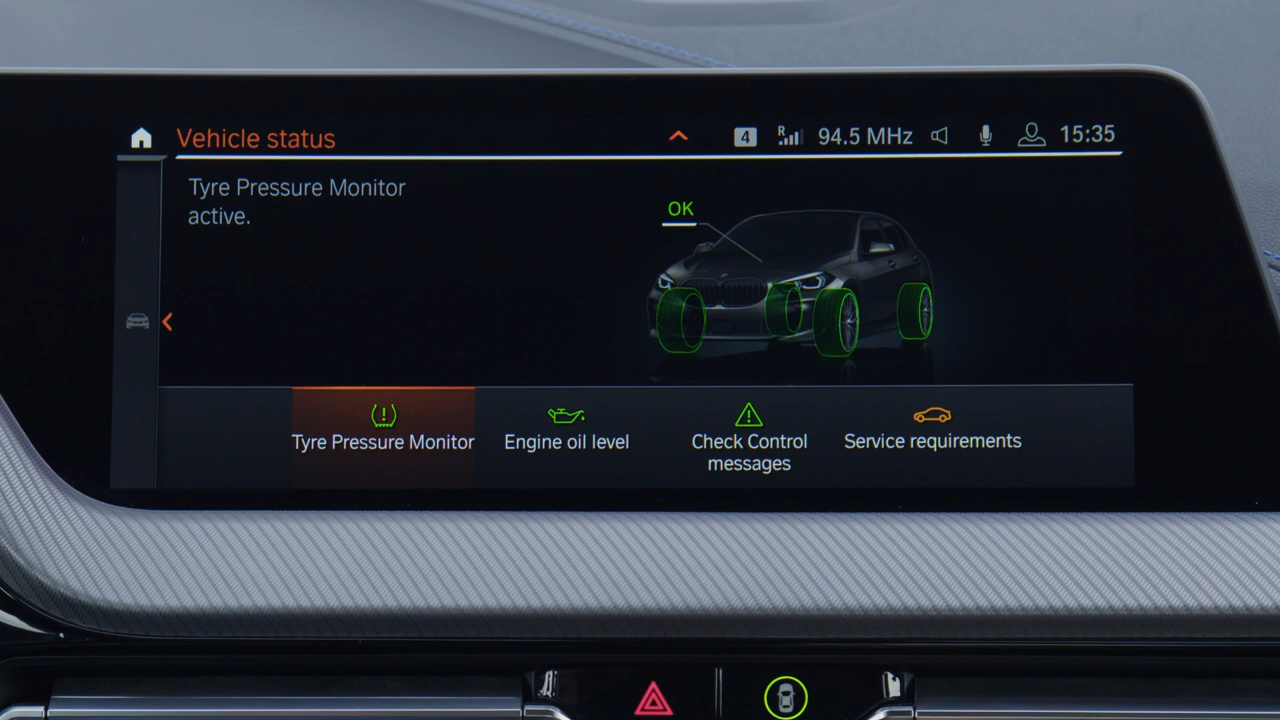 Vehicle status
4
R
94.5 MHz
15:35
Tyre Pressure Monitor
active.
OK
Tyre Pressure Monitor
Engine oil level
Check Control
messages
Service requirements